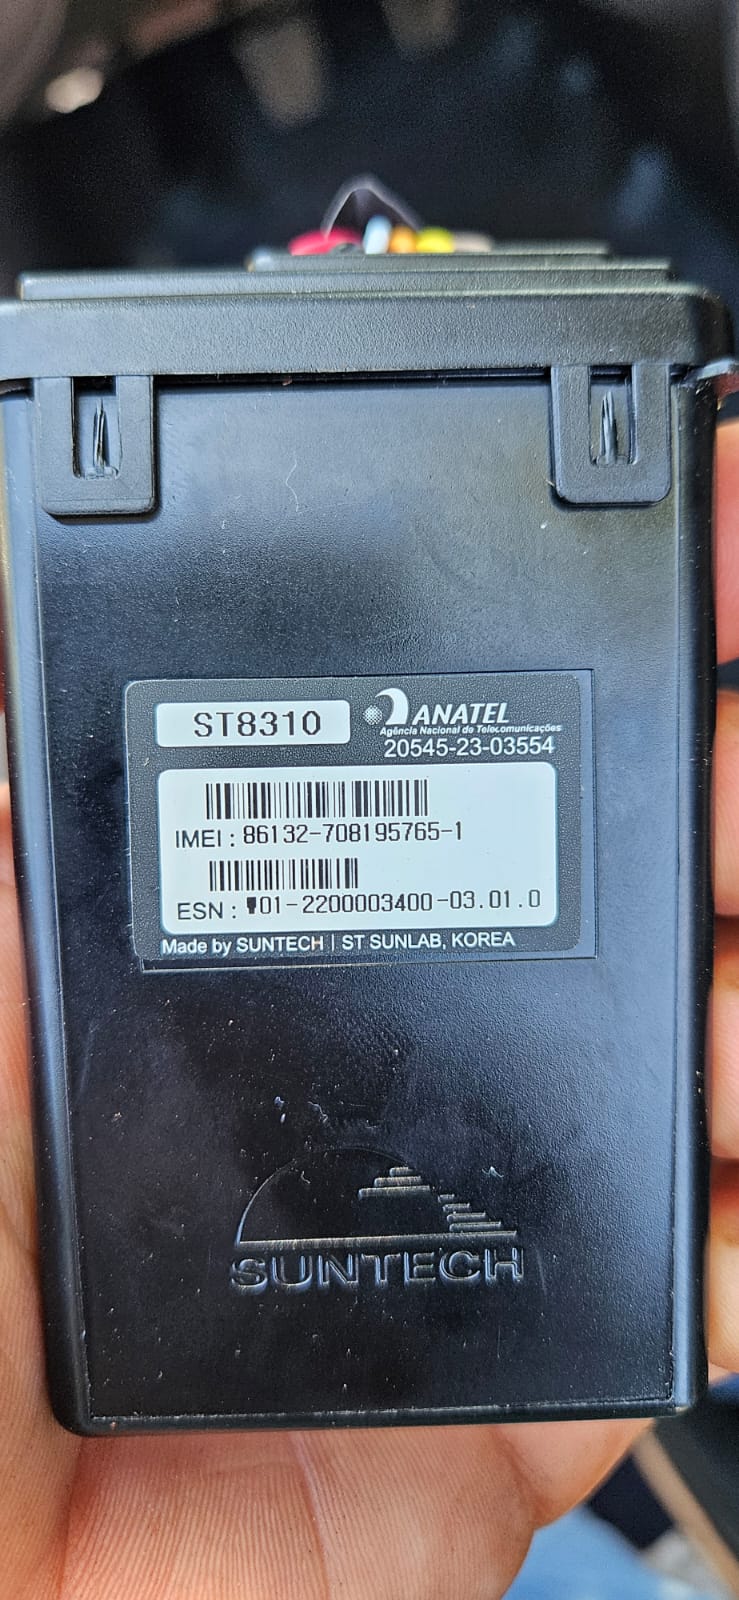 ST8310
ANATEL
Agência Nacional de Telecomunicações
20545-23-03554
IMEI : 86132-708195765-1
ESN : 01-2200003400-03.01.0
Made by SUNTECH | ST SUNLAB, KOREA
SUNTECH